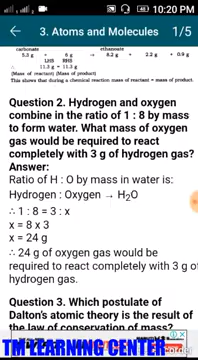 10:20 PM
3. Atoms and Molecules 1/5
carbonate ethanoate
5.3 g + 6 g → 8.2 g + 2.2 g + 0.9 g
LHS RHS
∴ 11.3 g = 11.3 g
(Mass of reactant) (Mass of product)
This shows that during a chemical reaction mass of reactant = mass of product.
Question 2. Hydrogen and oxygen
combine in the ratio of 1 : 8 by mass
to form water. What mass of oxygen
gas would be required to react
completely with 3 g of hydrogen gas?
Answer:
Ratio of H : O by mass in water is:
Hydrogen : Oxygen → H2O
∴ 1 : 8 = 3 : x
x = 8 x 3
x = 24 g
∴ 24 g of oxygen gas would be
required to react completely with 3 g of
hydrogen gas.
Question 3. Which postulate of
Dalton's atomic theory is the result of
the law of conservation of mass?
TM LEARNING CENTER